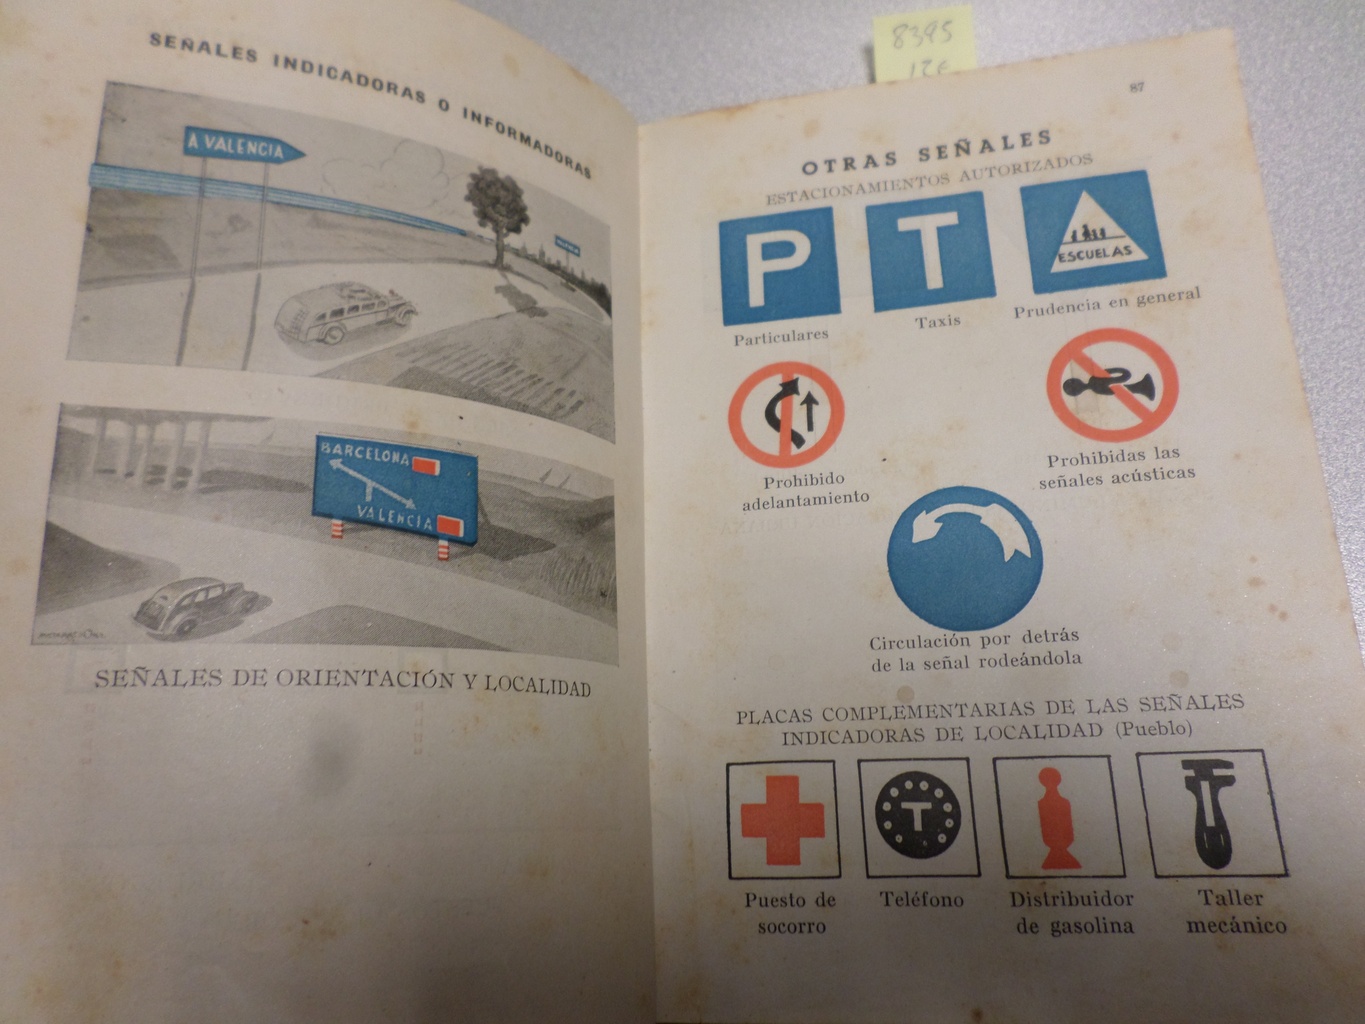 SEÑALES INDICADORAS O INFORMADORAS
A VALENCIA
BARCELONA
VALENCIA
SEÑALES DE ORIENTACIÓN Y LOCALIDAD
8395
12€
87
OTRAS SEÑALES
ESTACIONAMIENTOS AUTORIZADOS
P
T
ESCUELAS
Particulares
Taxis
Prudencia en general
Prohibido
adelantamiento
Prohibidas las
señales acústicas
Circulación por detrás
de la señal rodeándola
PLACAS COMPLEMENTARIAS DE LAS SEÑALES
INDICADORAS DE LOCALIDAD (Pueblo)
T
Puesto de
socorro
Teléfono
Distribuidor
de gasolina
Taller
mecánico